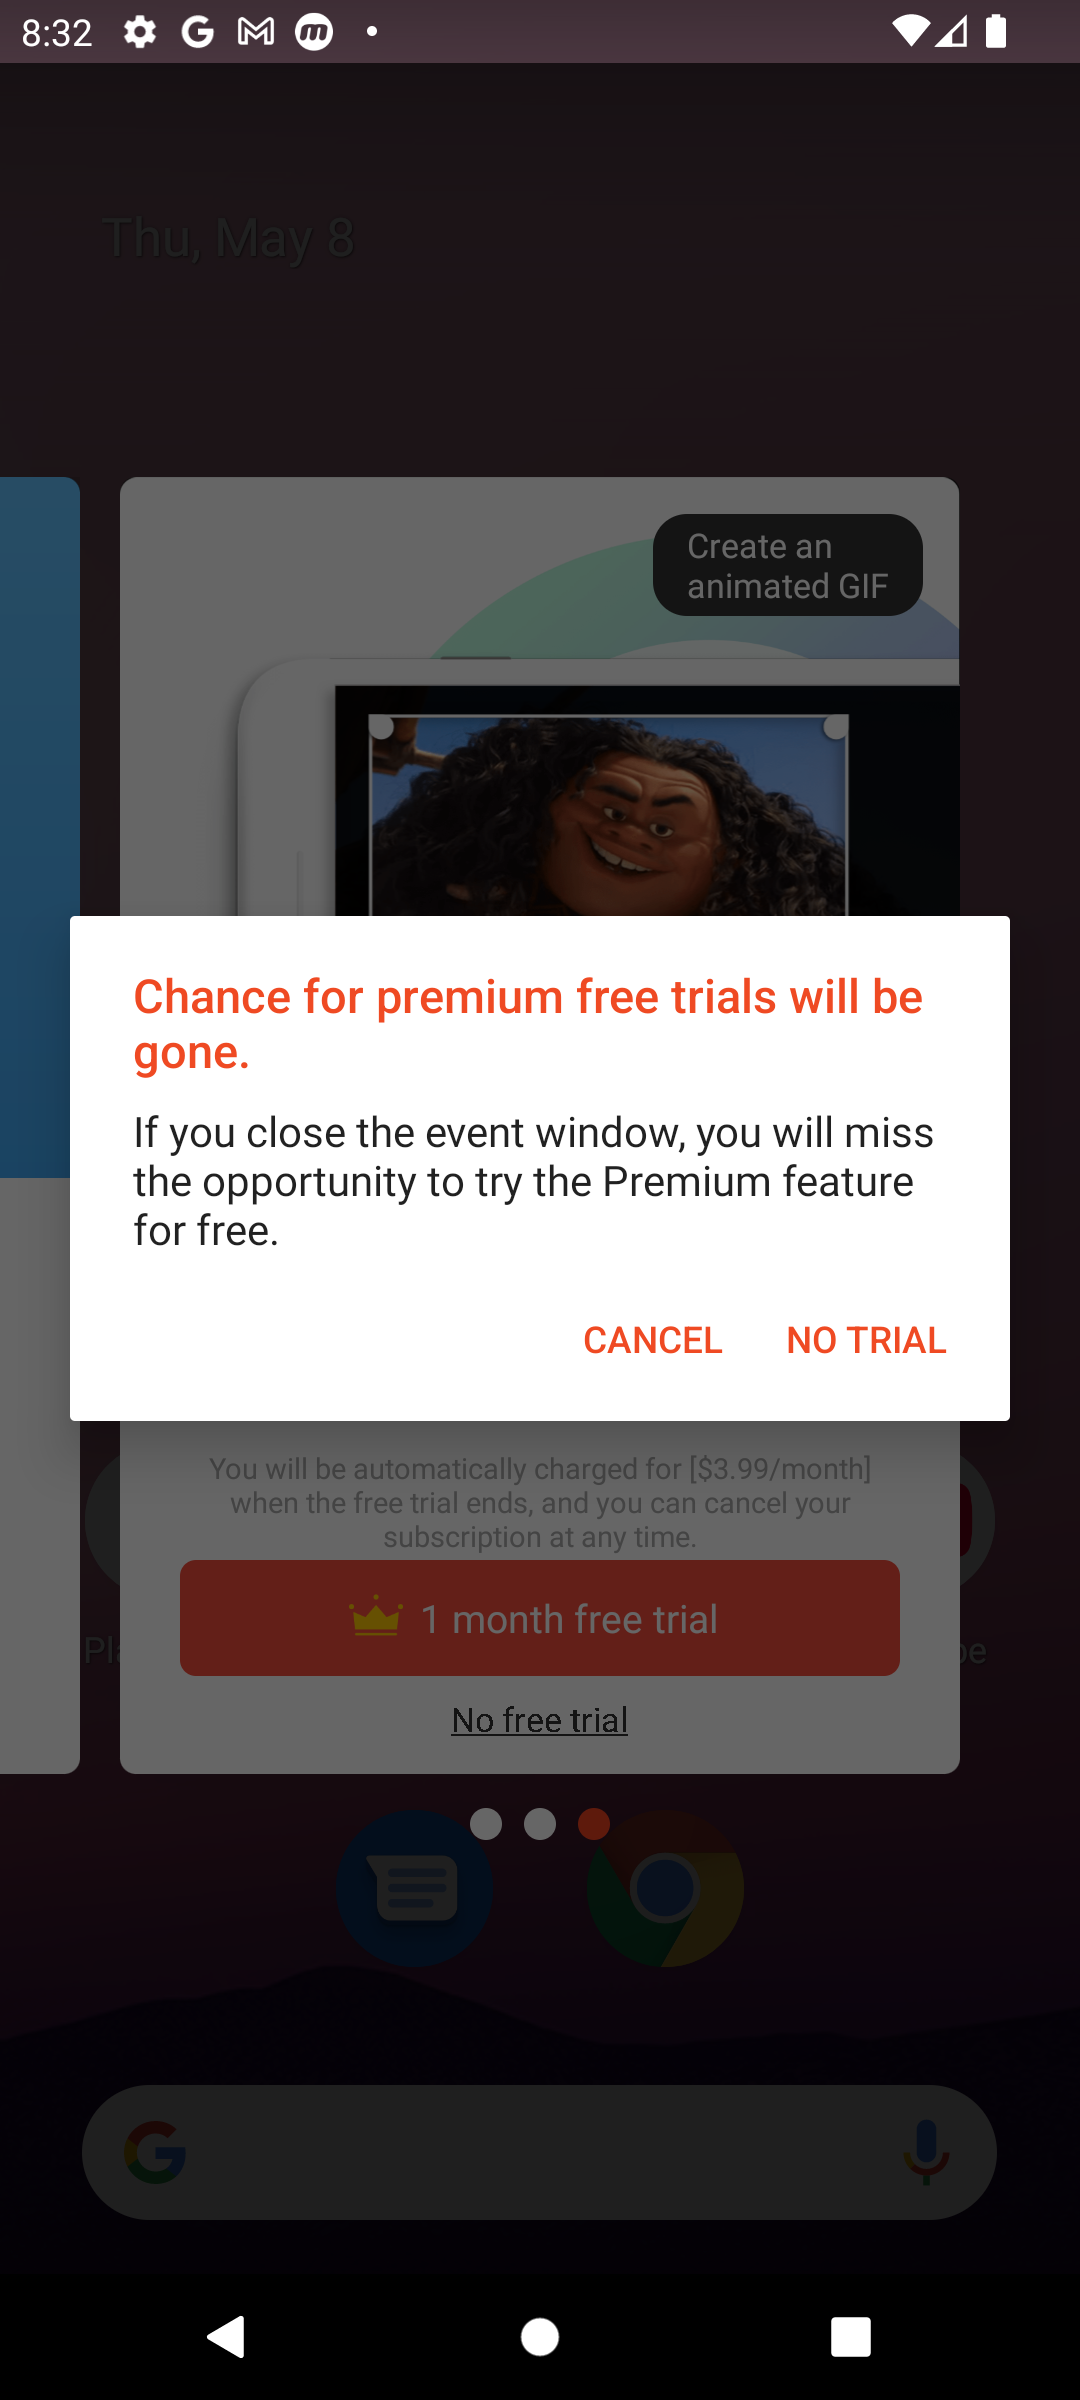 8:32
Thu, May 8
Create an
animated GIF
Chance for premium free trials will be
gone.
If you close the event window, you will miss
the opportunity to try the Premium feature
for free.
CANCEL NO TRIAL
You will be automatically charged for [$3.99/month]
when the free trial ends, and you can cancel your
subscription at any time.
1 month free trial
No free trial